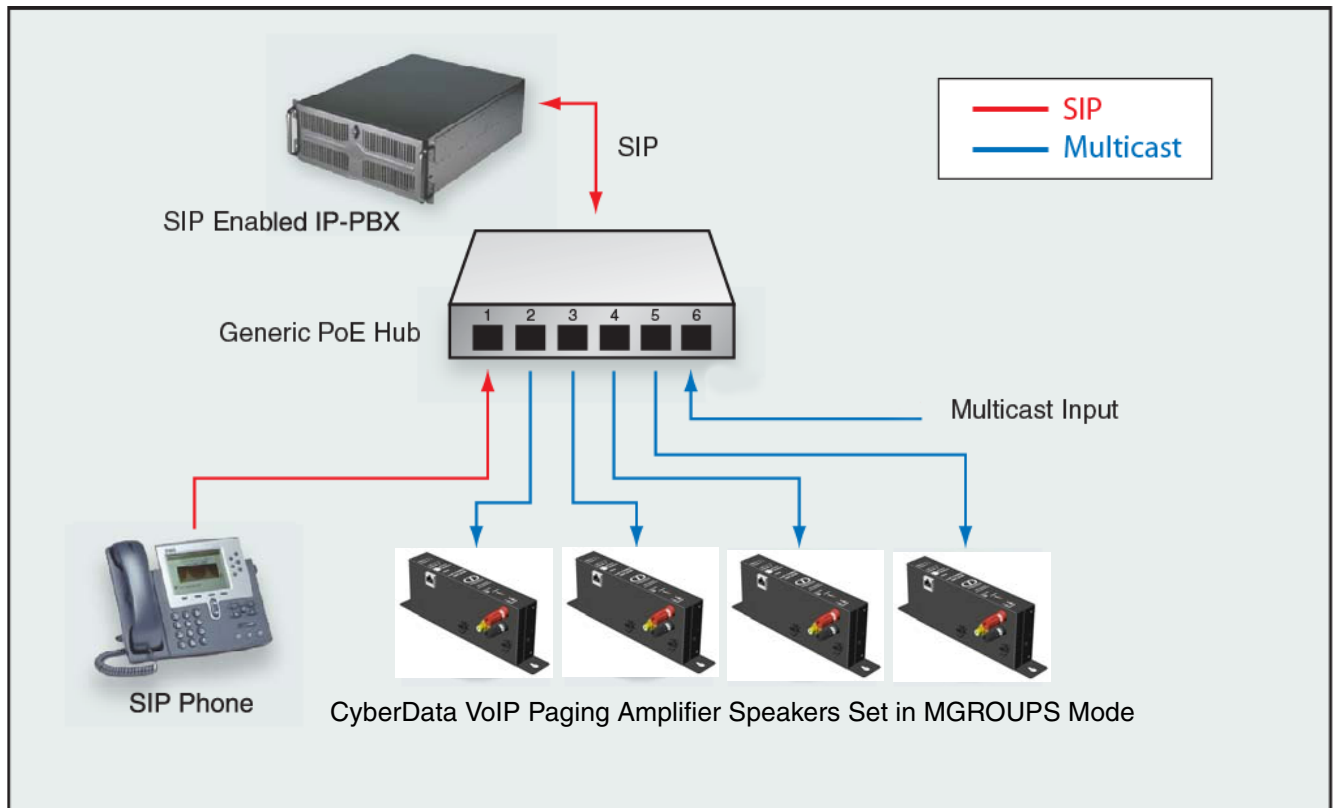 SIP
Multicast
SIP
SIP Enabled IP-PBX
Generic PoE Hub
1 2 3 4 5 6
Multicast Input
SIP Phone
CyberData VoIP Paging Amplifier Speakers Set in MGROUPS Mode